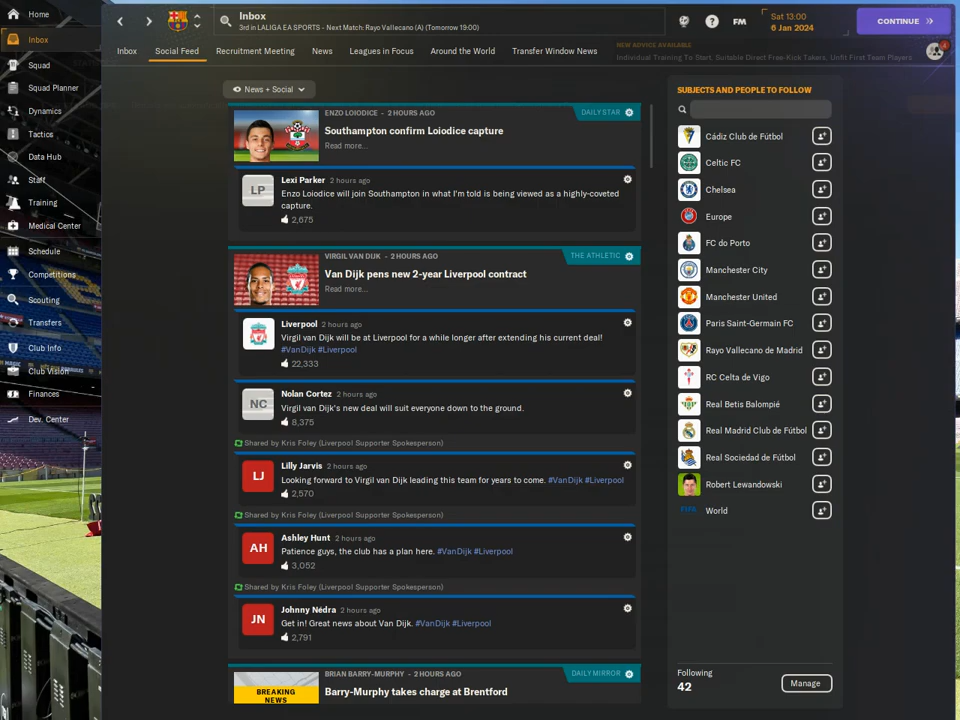 Home
Inbox
Squad
Squad Planner
Dynamics
Tactics
Data Hub
Staff
Training
Medical Center
Schedule
Competitions
Scouting
Transfers
Club Info
Club Vision
Finances
Dev. Center
Inbox
3rd in LALIGA EA SPORTS - Next Match: Rayo Vallecano (A) (Tomorrow 19:00)
?
FM
Sat 13:00
6 Jan 2024
CONTINUE
Inbox
Social Feed
Recruitment Meeting
News
Leagues in Focus
Around the World
Transfer Window News
NEW ADVICE AVAILABLE
Individual Training To Start, Suitable Direct Free-Kick Takers, Unfit First Team Players
4
News + Social
ENZO LOIODICE - 2 HOURS AGO
DAILY STAR
Southampton confirm Loiodice capture
Read more...
LP
Lexi Parker 2 hours ago
Enzo Loiodice will join Southampton in what I'm told is being viewed as a highly-coveted
capture.
2,675
VIRGIL VAN DIJK - 2 HOURS AGO
THE ATHLETIC
Van Dijk pens new 2-year Liverpool contract
Read more...
Liverpool 2 hours ago
Virgil van Dijk will be at Liverpool for a while longer after extending his current deal!
#VanDijk #Liverpool
22,333
NC
Nolan Cortez 2 hours ago
Virgil van Dijk's new deal will suit everyone down to the ground.
8,375
Shared by Kris Foley (Liverpool Supporter Spokesperson)
LJ
Lilly Jarvis 2 hours ago
Looking forward to Virgil van Dijk leading this team for years to come. #VanDijk #Liverpool
2,570
Shared by Kris Foley (Liverpool Supporter Spokesperson)
AH
Ashley Hunt 2 hours ago
Patience guys, the club has a plan here. #VanDijk #Liverpool
3,052
Shared by Kris Foley (Liverpool Supporter Spokesperson)
JN
Johnny Nédra 2 hours ago
Get in! Great news about Van Dijk. #VanDijk #Liverpool
2,791
BRIAN BARRY-MURPHY - 2 HOURS AGO
DAILY MIRROR
Barry-Murphy takes charge at Brentford
BREAKING
NEWS
SUBJECTS AND PEOPLE TO FOLLOW
Cádiz Club de Fútbol
Celtic FC
Chelsea
Europe
FC do Porto
Manchester City
Manchester United
Paris Saint-Germain FC
Rayo Vallecano de Madrid
RC Celta de Vigo
Real Betis Balompié
Real Madrid Club de Fútbol
Real Sociedad de Fútbol
Robert Lewandowski
FIFA
World
Following
42
Manage